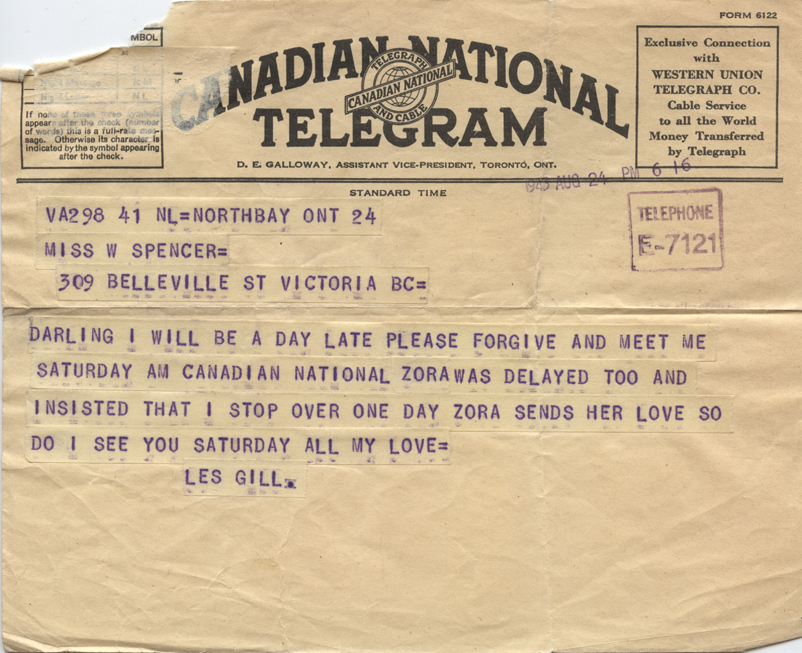 FORM 6122
MBOL
N.L.
If none of these three symbols
appears after the check (number
of words) this is a full-rate mes-
sage. Otherwise its character is
indicated by the symbol appearing
after the check.
CANADIAN NATIONAL
TELEGRAM
TELEGRAPH
CANADIAN NATIONAL
AND CABLE
D. E. GALLOWAY, ASSISTANT VICE-PRESIDENT, TORONTO, ONT.
Exclusive Connection
with
WESTERN UNION
TELEGRAPH CO.
Cable Service
to all the World
Money Transferred
by Telegraph
STANDARD TIME
AUG 24 PM 6 16
TELEPHONE
E-7121
VA298 41 NL=NORTHBAY ONT 24
MISS W SPENCER=
309 BELLEVILLE ST VICTORIA BC=
DARLING I WILL BE A DAY LATE PLEASE FORGIVE AND MEET ME
SATURDAY AM CANADIAN NATIONAL ZORAWAS DELAYED TOO AND
INSISTED THAT I STOP OVER ONE DAY ZORA SENDS HER LOVE SO
DO I SEE YOU SATURDAY ALL MY LOVE=
LES GILL.